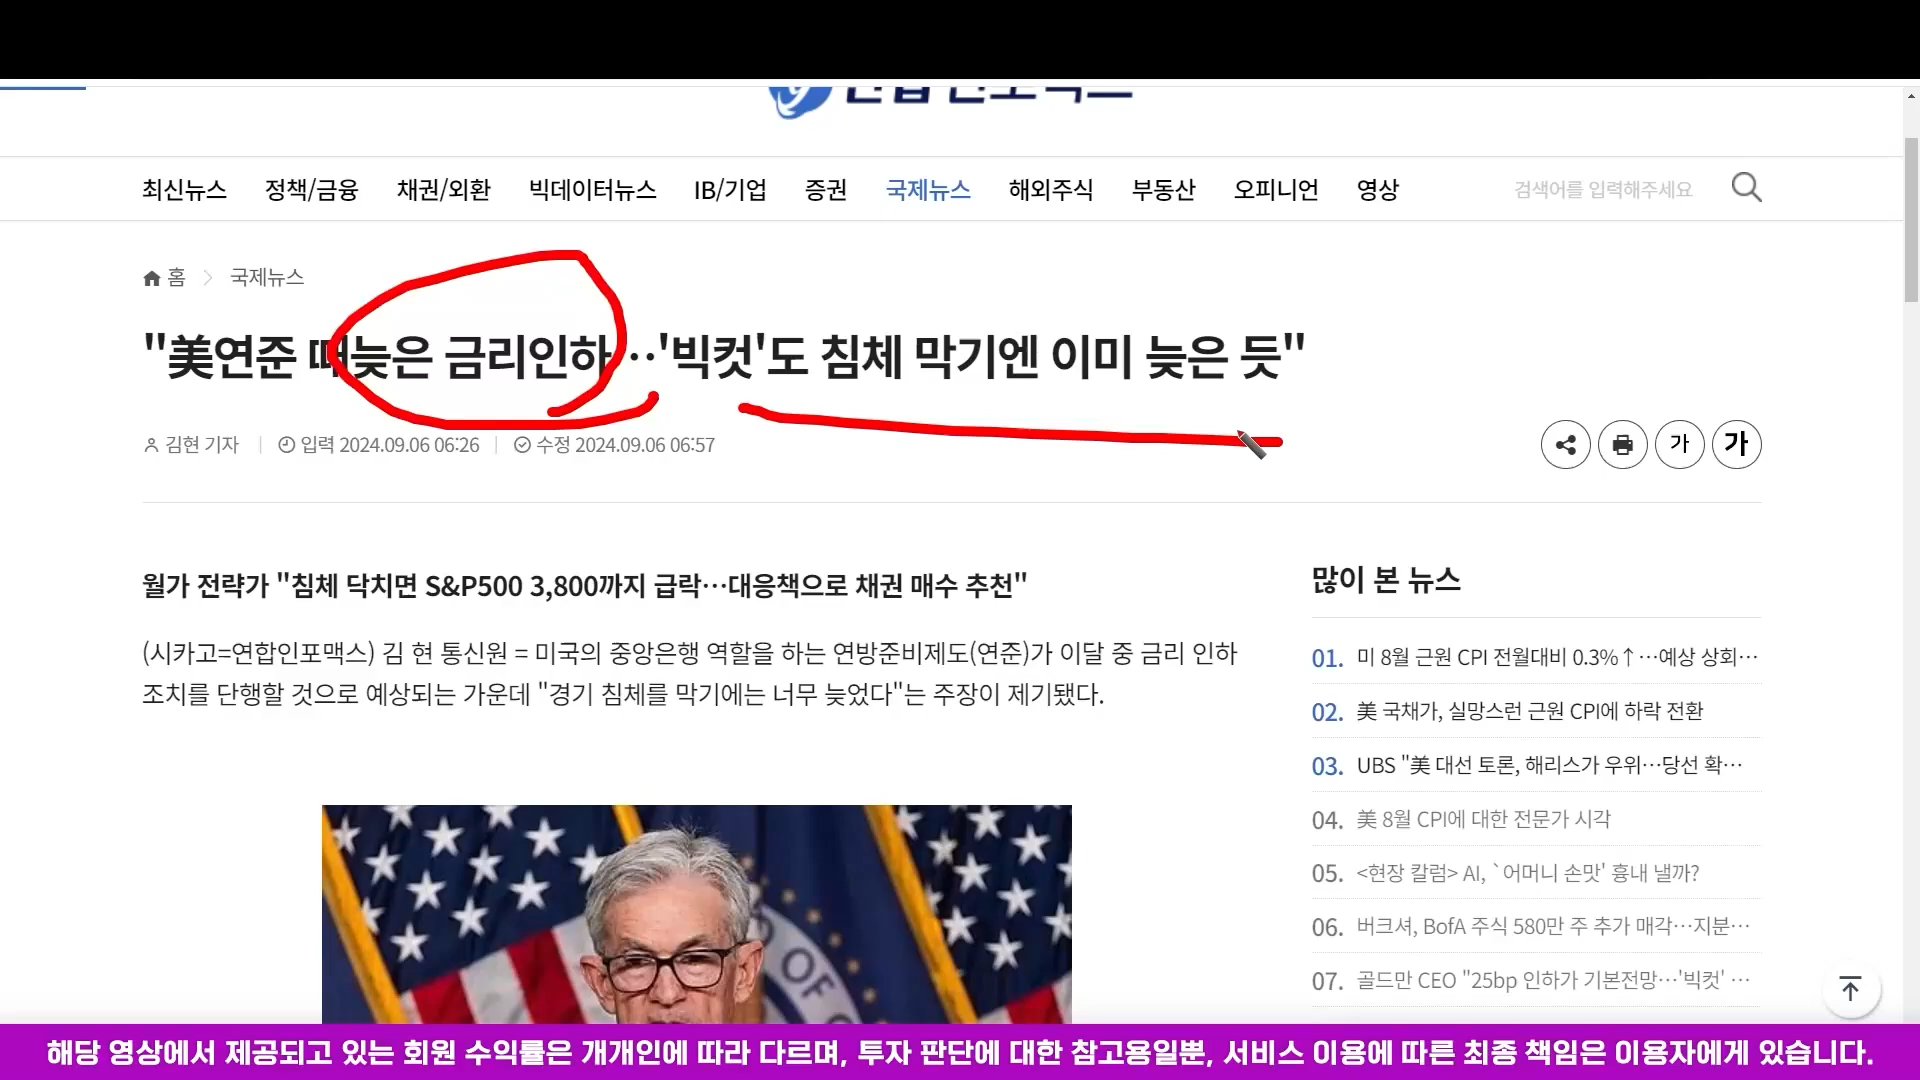 최신뉴스 정책/금융 채권/외환 빅데이터뉴스 IB/기업 증권 국제뉴스 해외주식 부동산 오피니언 영상 검색어를 입력해주세요
홈 > 국제뉴스
"美연준 때늦은 금리인하…'빅컷'도 침체 막기엔 이미 늦은 듯"
김현 기자 | 입력 2024.09.06 06:26 | 수정 2024.09.06 06:57
가 가
월가 전략가 "침체 닥치면 S&P500 3,800까지 급락…대응책으로 채권 매수 추천"
(시카고=연합인포맥스) 김 현 통신원 = 미국의 중앙은행 역할을 하는 연방준비제도(연준)가 이달 중 금리 인하
조치를 단행할 것으로 예상되는 가운데 "경기 침체를 막기에는 너무 늦었다"는 주장이 제기됐다.
많이 본 뉴스
01. 미 8월 근원 CPI 전월대비 0.3%↑…예상 상회…
02. 美 국채가, 실망스런 근원 CPI에 하락 전환
03. UBS "美 대선 토론, 해리스가 우위…당선 확…
04. 美 8월 CPI에 대한 전문가 시각
05. <현장 칼럼> AI, `어머니 손맛' 흉내 낼까?
06. 버크셔, BofA 주식 580만 주 추가 매각…지분…
07. 골드만 CEO "25bp 인하가 기본전망…'빅컷' …
OF
해당 영상에서 제공되고 있는 회원 수익률은 개개인에 따라 다르며, 투자 판단에 대한 참고용일뿐, 서비스 이용에 따른 최종 책임은 이용자에게 있습니다.